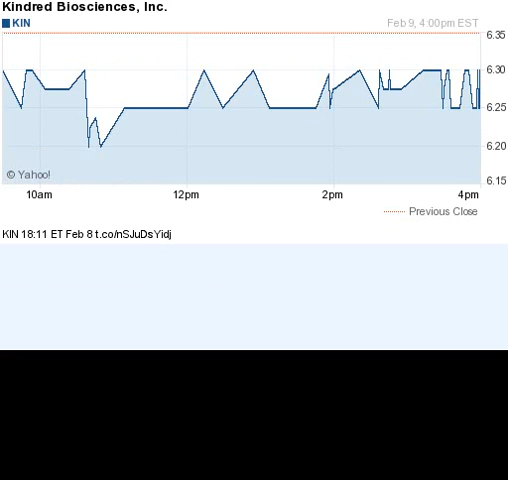 Kindred Biosciences, Inc.
KIN
Feb 9, 4:00pm EST
6.35
6.30
6.25
6.20
6.15
© Yahoo!
10am
12pm
2pm
4pm
Previous Close
KIN 18:11 ET Feb 8 t.co/nSJuDsYidj